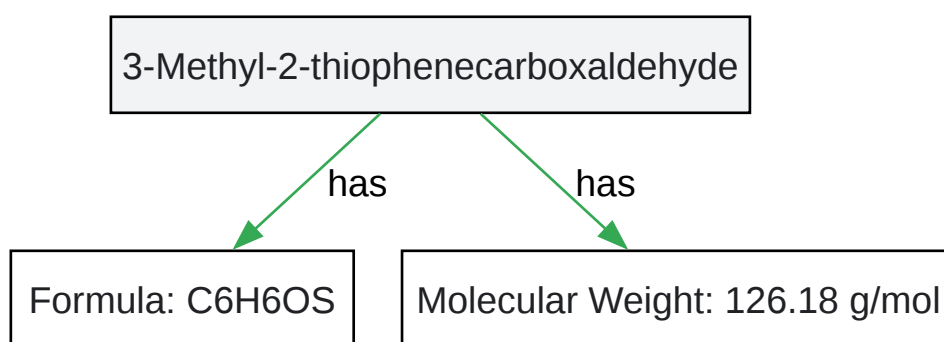 3-Methyl-2-thiophenecarboxaldehyde
has
has
Formula: C6H6OS
Molecular Weight: 126.18 g/mol